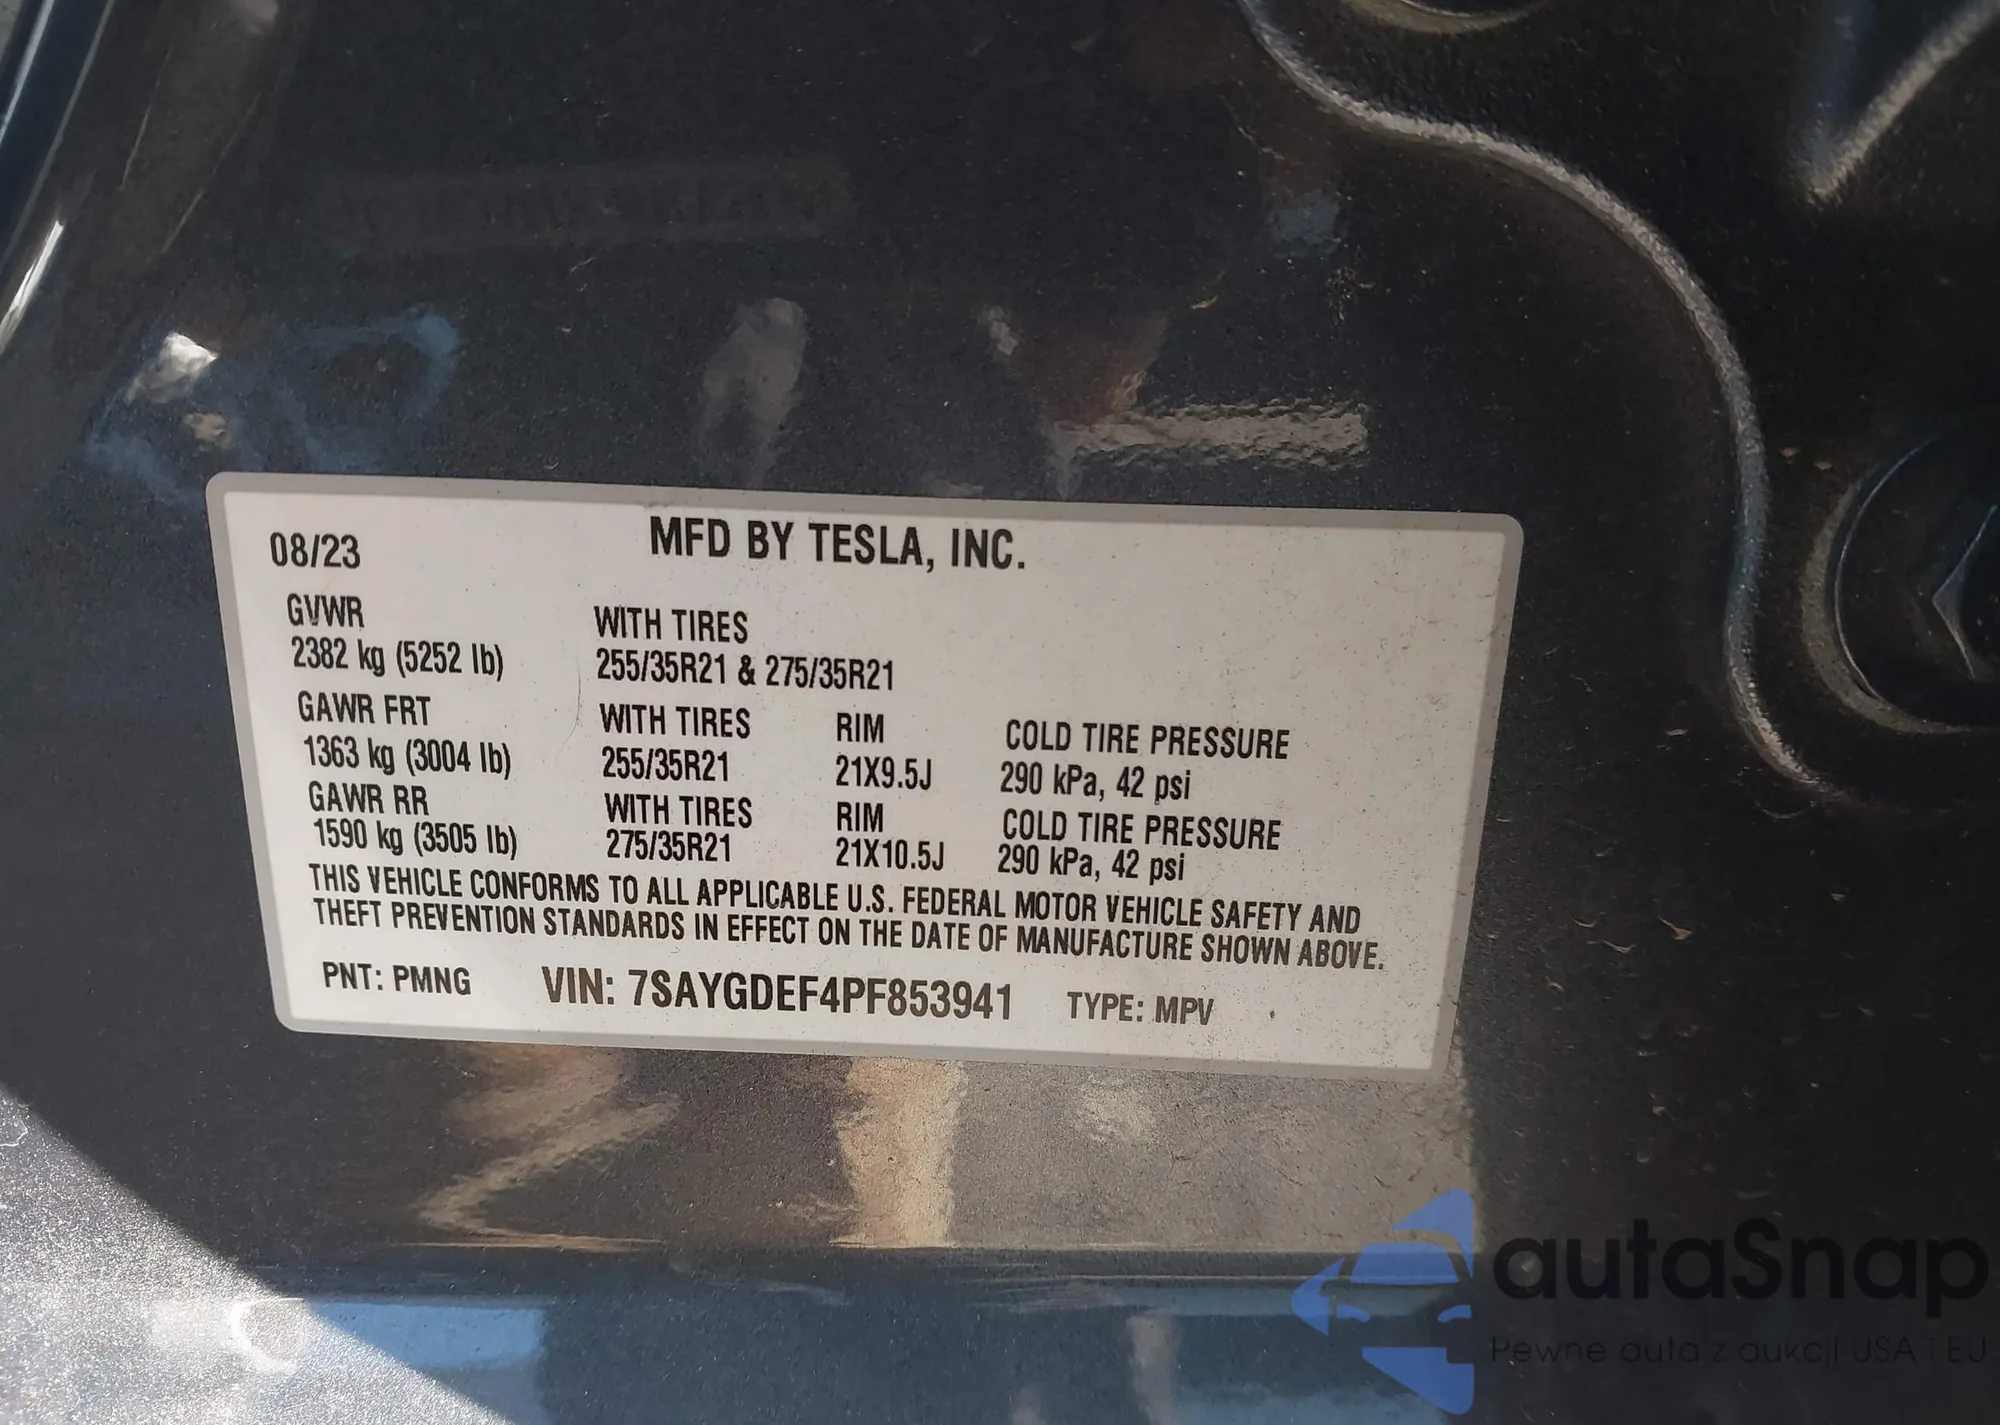 08/23 MFD BY TESLA, INC.
GVWR WITH TIRES
2382 kg (5252 lb) 255/35R21 & 275/35R21
GAWR FRT WITH TIRES RIM COLD TIRE PRESSURE
1363 kg (3004 lb) 255/35R21 21X9.5J 290 kPa, 42 psi
GAWR RR WITH TIRES RIM COLD TIRE PRESSURE
1590 kg (3505 lb) 275/35R21 21X10.5J 290 kPa, 42 psi
THIS VEHICLE CONFORMS TO ALL APPLICABLE U.S. FEDERAL MOTOR VEHICLE SAFETY AND
THEFT PREVENTION STANDARDS IN EFFECT ON THE DATE OF MANUFACTURE SHOWN ABOVE.
PNT: PMNG VIN: 7SAYGDEF4PF853941 TYPE: MPV
autaSnap
Pewne auta z aukcji USA i EU